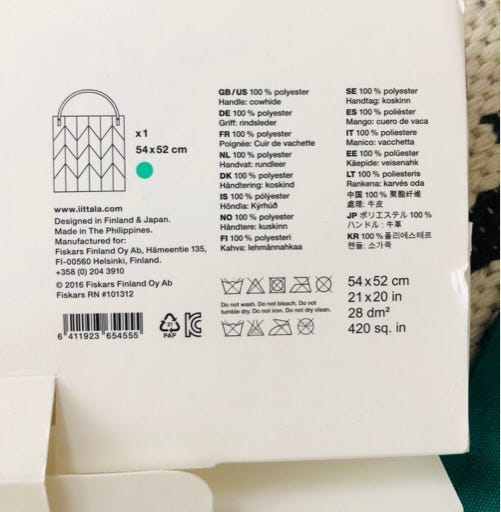 x 1
54 x 52 cm
www.iittala.com
Designed in Finland & Japan.
Made in The Philippines.
Manufactured for:
Fiskars Finland Oy Ab, Hämeentie 135,
FI-00560 Helsinki, Finland.
+358 (0) 204 3910
© 2016 Fiskars Finland Oy Ab
Fiskars RN #101312
6 411923 654555
21
PAP
GB/US 100 % polyester
Handle: cowhide
DE 100 % polyester
Griff: rindsleder
FR 100 % polyester
Poignée: Cuir de vachette
NL 100 % polyester
Handvat: rundleer
DK 100 % polyester
Håndtering: koskind
IS 100 % pólýester
Höndla: Kýrhúð
NO 100 % polyester
Håndtere: kuskinn
FI 100 % polyesteri
Kahva: lehmännahkaa
SE 100 % polyester
Handtag: koskinn
ES 100 % poliéster
Mango: cuero de vaca
IT 100 % poliestere
Manico: vacchetta
EE 100 % polüester
Käepide: veisenahk
LT 100 % poliesteris
Rankena: karvės oda
中国 100 % 聚酯纤维
處理: 牛皮
JP ポリエステル 100 %
ハンドル : 牛革
KR 100 % 폴리에스테르
핸들: 소가죽
Do not wash. Do not bleach. Do not
tumble dry. Do not iron. Do not dry clean.
54 x 52 cm
21 x 20 in
28 dm²
420 sq. in